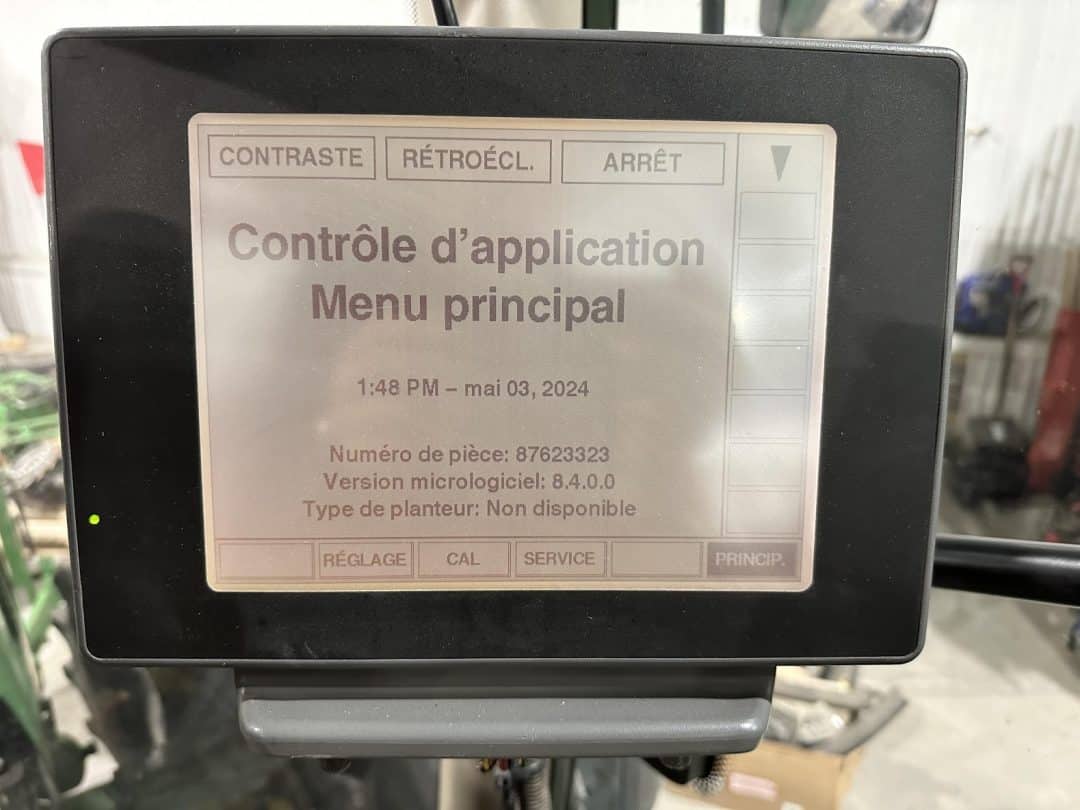 CONTRASTE
RÉTROÉCL.
ARRÊT
Contrôle d'application
Menu principal
1:48 PM – mai 03, 2024
Numéro de pièce: 87623323
Version micrologiciel: 8.4.0.0
Type de planteur: Non disponible
RÉGLAGE
CAL
SERVICE
PRINCIP.